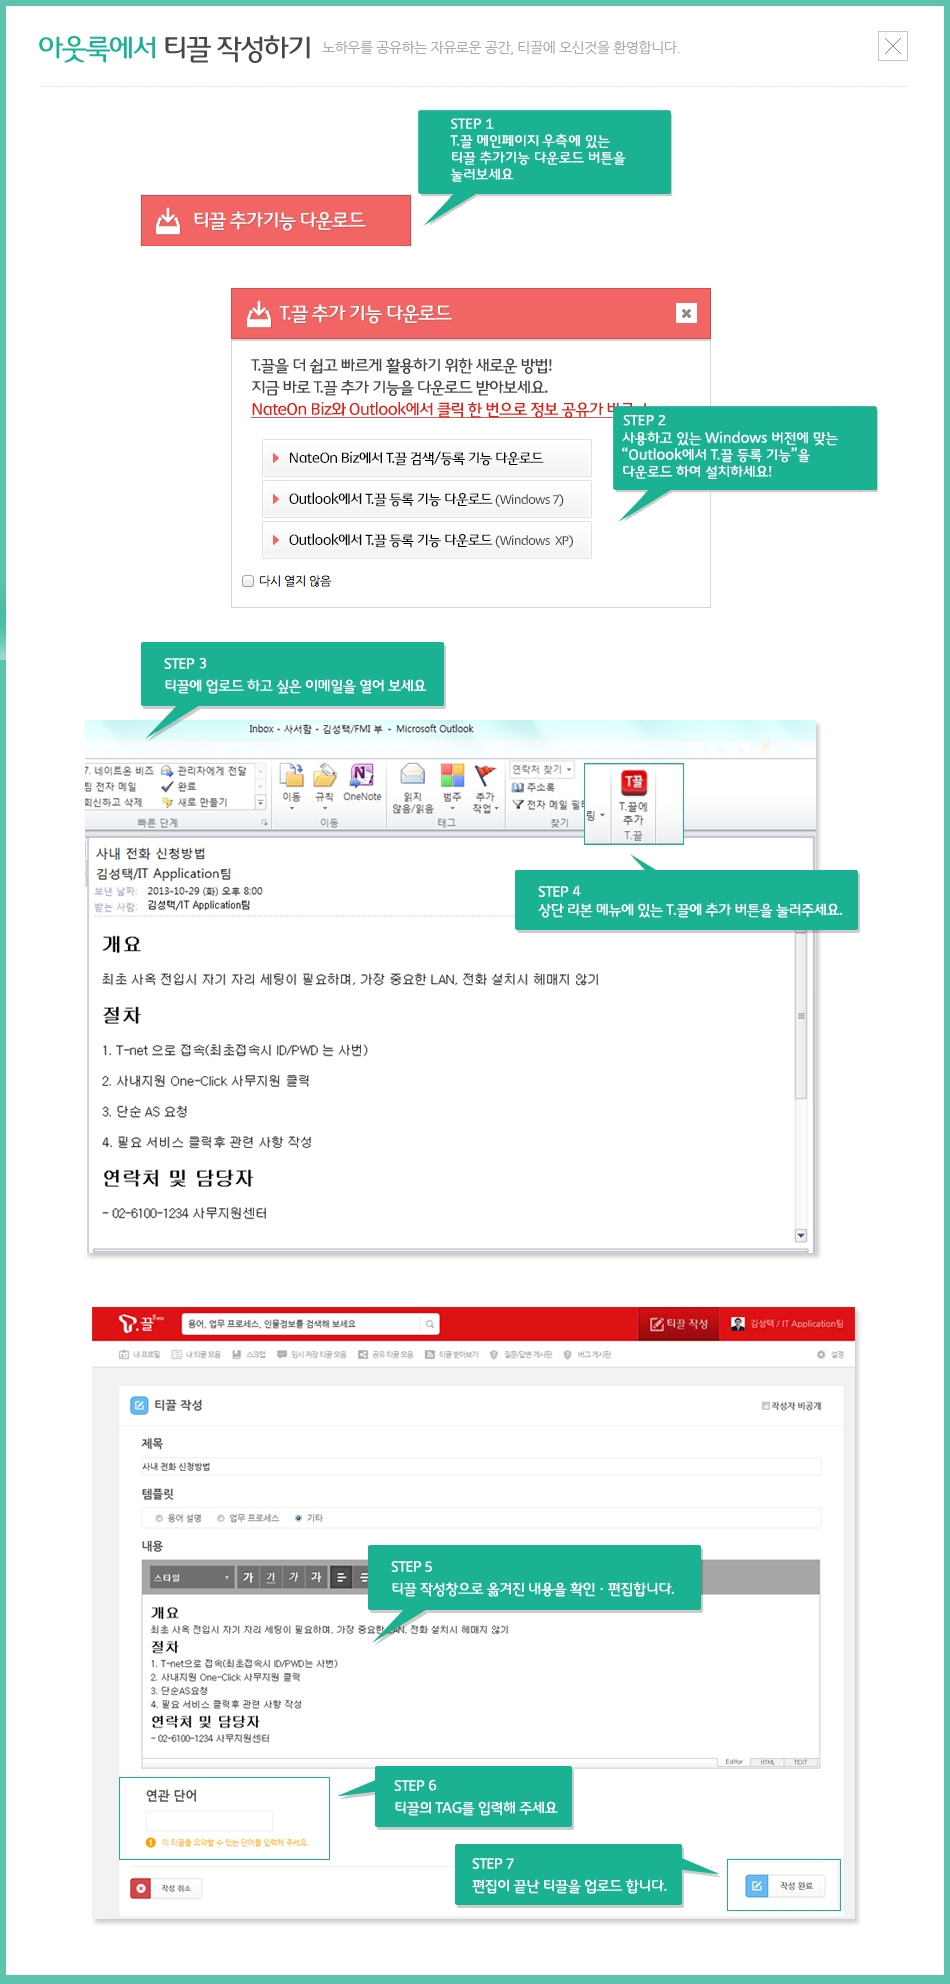 아웃룩에서 티끌 작성하기 노하우를 공유하는 자유로운 공간, 티끌에 오신것을 환영합니다.
STEP 1
T.끌 메인페이지 우측에 있는
티끌 추가기능 다운로드 버튼을
눌러보세요
티끌 추가기능 다운로드
T.끌 추가 기능 다운로드
T.끌을 더 쉽고 빠르게 활용하기 위한 새로운 방법!
지금 바로 T.끌 추가 기능을 다운로드 받아보세요.
NateOn Biz와 Outlook에서 클릭 한 번으로 정보 공유가
STEP 2
사용하고 있는 Windows 버전에 맞는
“Outlook에서 T.끌 등록 기능”을
다운로드 하여 설치하세요!
NateOn Biz에서 T.끌 검색/등록 기능 다운로드
Outlook에서 T.끌 등록 기능 다운로드 (Windows 7)
Outlook에서 T.끌 등록 기능 다운로드 (Windows XP)
다시 열지 않음
STEP 3
티끌에 업로드 하고 싶은 이메일을 열어 보세요
Inbox - 사서함 - 김성택/FMI 부 - Microsoft Outlook
7. 네이트온 비즈 관리자에게 전달
팀 전자 메일 완료
회신하고 삭제 새로 만들기
빠른 단계
이동 규칙 OneNote
이동
읽지 않음/읽음 범주 추가 작업
태그
연락처 찾기
주소록
전자 메일 필터
링
찾기
T끌
T.끌에
추가
T.끌
STEP 4
상단 리본 메뉴에 있는 T.끌에 추가 버튼을 눌러주세요.
사내 전화 신청방법
김성택/IT Application팀
보낸 날짜: 2013-10-29 (화) 오후 8:00
받는 사람: 김성택/IT Application팀
개요
최초 사옥 전입시 자기 자리 세팅이 필요하며, 가장 중요한 LAN, 전화 설치시 헤매지 않기
절차
1. T-net 으로 접속(최초접속시 ID/PWD 는 사번)
2. 사내지원 One-Click 사무지원 클릭
3. 단순 AS 요청
4. 필요 서비스 클릭후 관련 사항 작성
연락처 및 담당자
- 02-6100-1234 사무지원센터
T.끌 Beta 용어, 업무 프로세스, 인물정보를 검색해 보세요 티끌 작성 김성택 / IT Application팀
내 프로필 내 티끌 모음 스크랩 임시 저장 티끌 모음 공유 티끌 모음 티끌 받아보기 질문/답변 게시판 버그 게시판 설정
티끌 작성 작성자 비공개
제목
사내 전화 신청방법
템플릿
용어 설명 업무 프로세스 기타
내용
스타일 가 가 가 가
STEP 5
티끌 작성창으로 옮겨진 내용을 확인 · 편집합니다.
개요
최초 사옥 전입시 자기 자리 세팅이 필요하며, 가장 중요한 LAN, 전화 설치시 헤매지 않기
절차
1. T-net으로 접속(최초접속시 ID/PWD는 사번)
2. 사내지원 One-Click 사무지원 클릭
3. 단순AS요청
4. 필요 서비스 클릭후 관련 사항 작성
연락처 및 담당자
- 02-6100-1234 사무지원센터
Editor HTML TEXT
연관 단어
이 티끌을 요약할 수 있는 단어를 입력해 주세요.
STEP 6
티끌의 TAG를 입력해 주세요
STEP 7
편집이 끝난 티끌을 업로드 합니다.
작성 취소
작성 완료